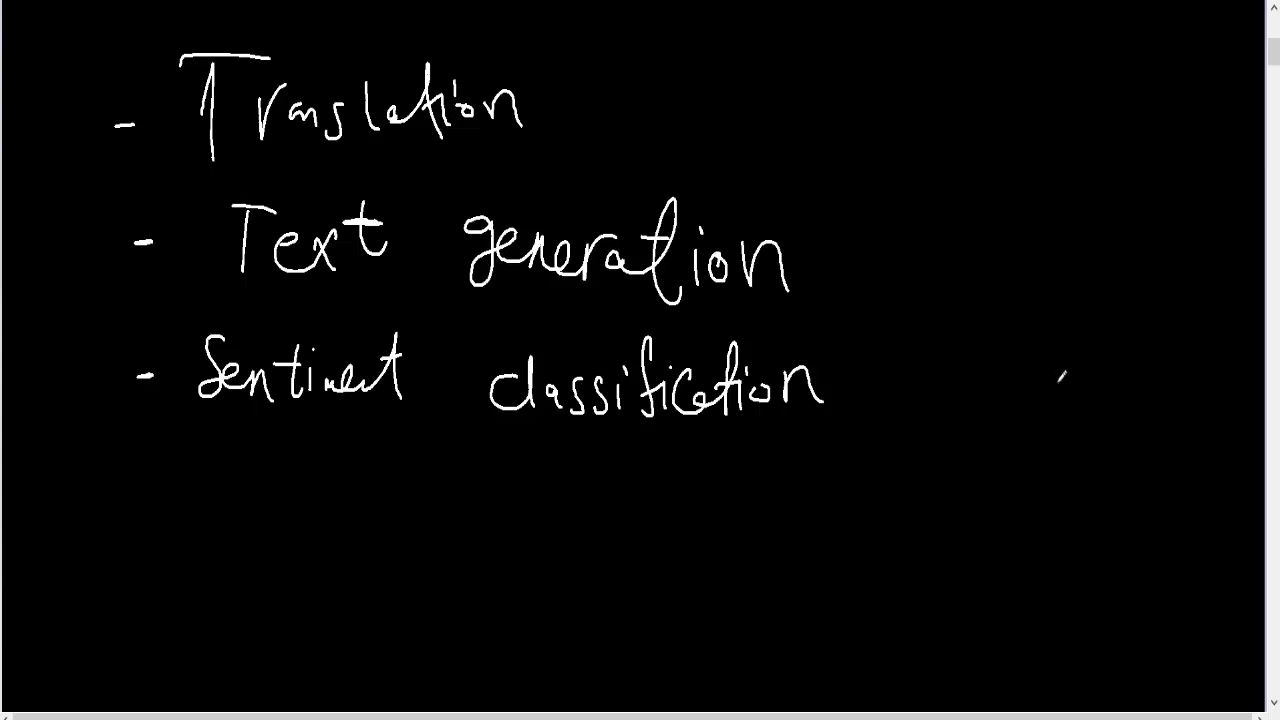 - Translation
- Text generation
- Sentiment classification